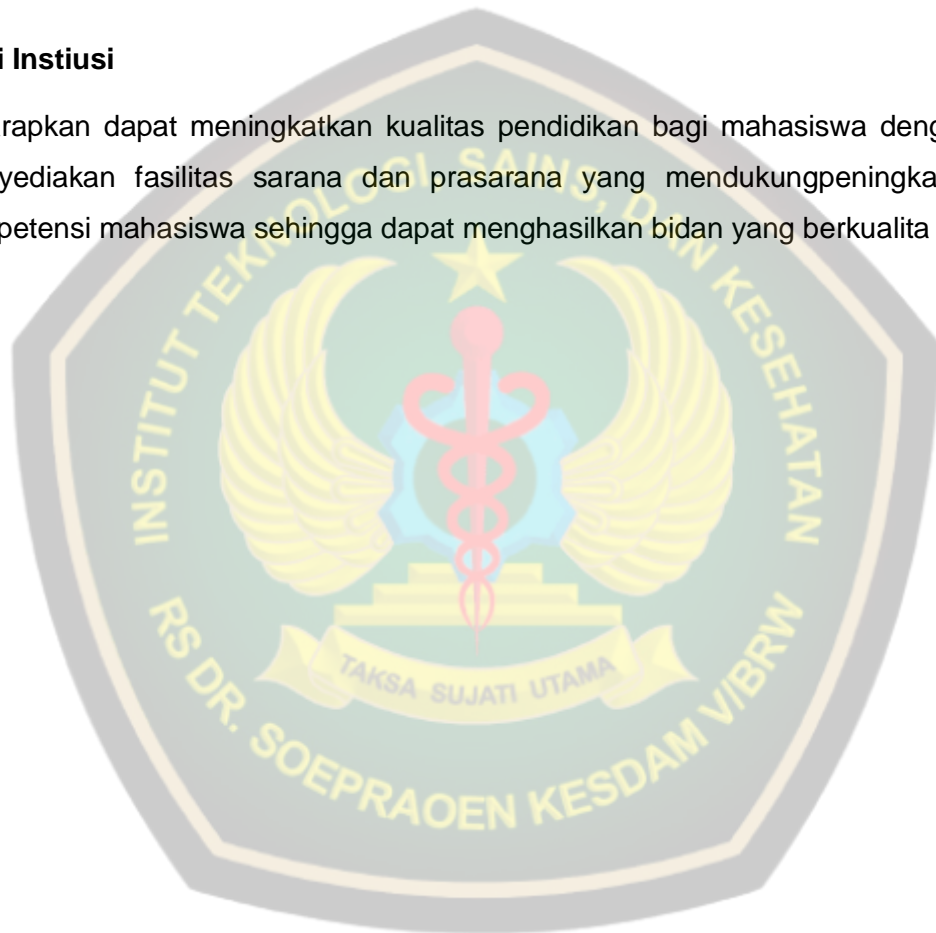 i Instiusi
rapkan dapat meningkatkan kualitas pendidikan bagi mahasiswa deng
yediakan fasilitas sarana dan prasarana yang mendukungpeningka
petensi mahasiswa sehingga dapat menghasilkan bidan yang berkualita
INSTITUT TEKNOLOGI, SAINS, DAN KESEHATAN
TAKSA SUJATI UTAMA
RS DR. SOEPRAOEN KESDAM V/BRW